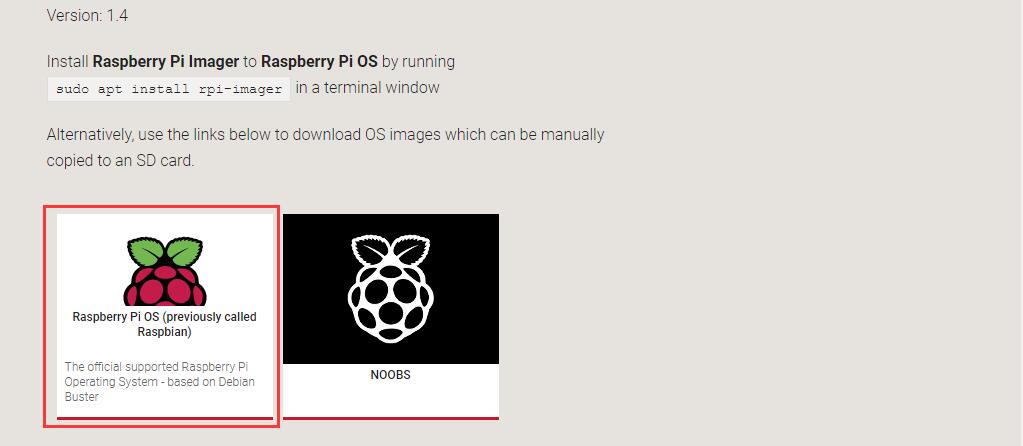 Version: 1.4
Install Raspberry Pi Imager to Raspberry Pi OS by running
sudo apt install rpi-imager in a terminal window
Alternatively, use the links below to download OS images which can be manually
copied to an SD card.
Raspberry Pi OS (previously called
Raspbian)
The official supported Raspberry Pi
Operating System - based on Debian
Buster
NOOBS